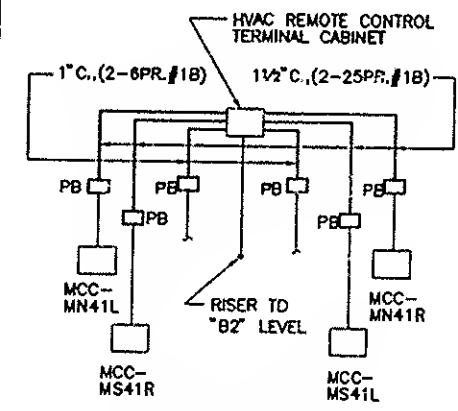 HVAC REMOTE CONTROL
TERMINAL CABINET
1"C.,(2-6PR.#18)
1½"C.,(2-25PR.#18)
PB
PB
PB
PB
PB
PB
MCC-
MN41L
RISER TO
"B2" LEVEL
MCC-
MN41R
MCC-
MS41R
MCC-
MS41L